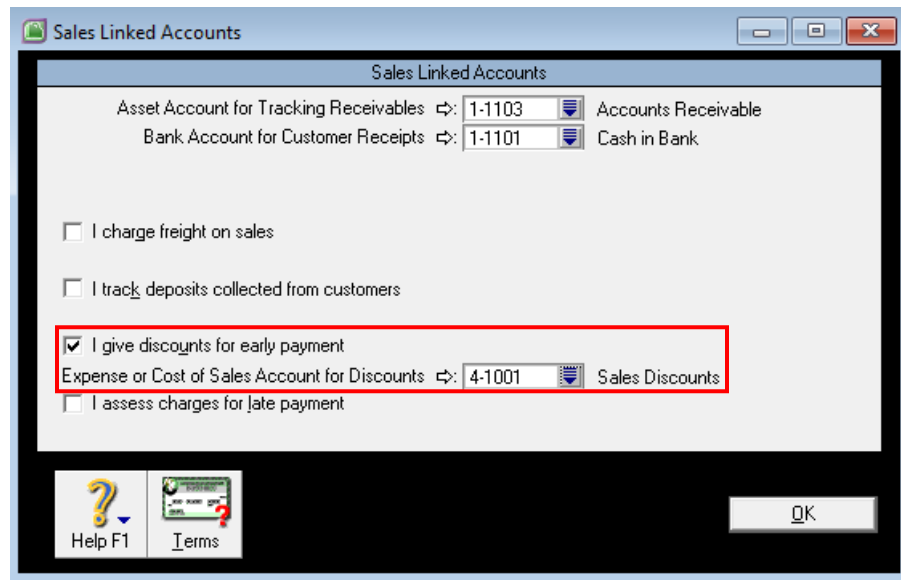 Sales Linked Accounts
Sales Linked Accounts
Asset Account for Tracking Receivables ⇨: 1-1103 Accounts Receivable
Bank Account for Customer Receipts ⇨: 1-1101 Cash in Bank
I charge freight on sales
I track deposits collected from customers
I give discounts for early payment
Expense or Cost of Sales Account for Discounts ⇨: 4-1001 Sales Discounts
I assess charges for late payment
Help F1 Terms OK